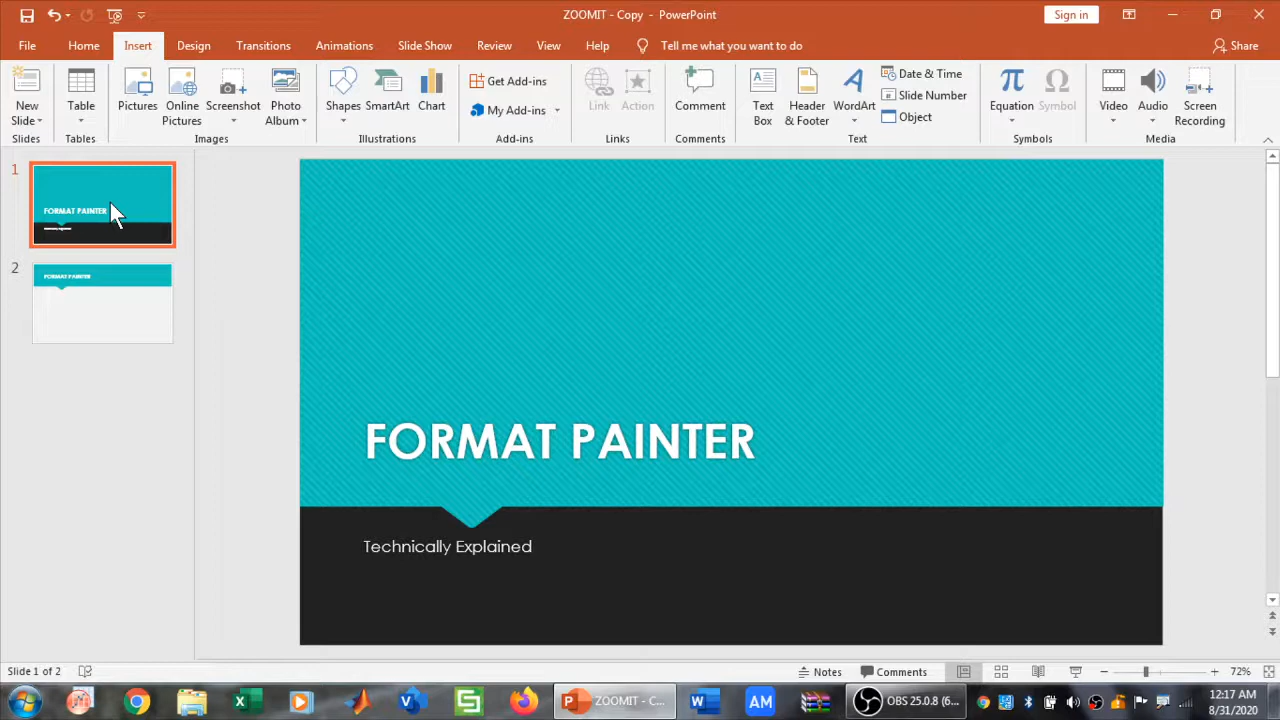 ZOOMIT - Copy - PowerPoint
Sign in
File Home Insert Design Transitions Animations Slide Show Review View Help Tell me what you want to do Share
New Slide
Slides
Table
Tables
Pictures
Online Pictures
Screenshot
Photo Album
Images
Shapes
SmartArt
Chart
Illustrations
Get Add-ins
My Add-ins
Add-ins
Link
Action
Links
Comment
Comments
Text Box
Header & Footer
WordArt
Date & Time
Slide Number
Object
Text
Equation
Symbol
Symbols
Video
Audio
Screen Recording
Media
1
FORMAT PAINTER
2
FORMAT PAINTER
FORMAT PAINTER
Technically Explained
Slide 1 of 2
Notes
Comments
72%
ZOOMIT - C...
AM
OBS 25.0.8 (6...
12:17 AM
8/31/2020